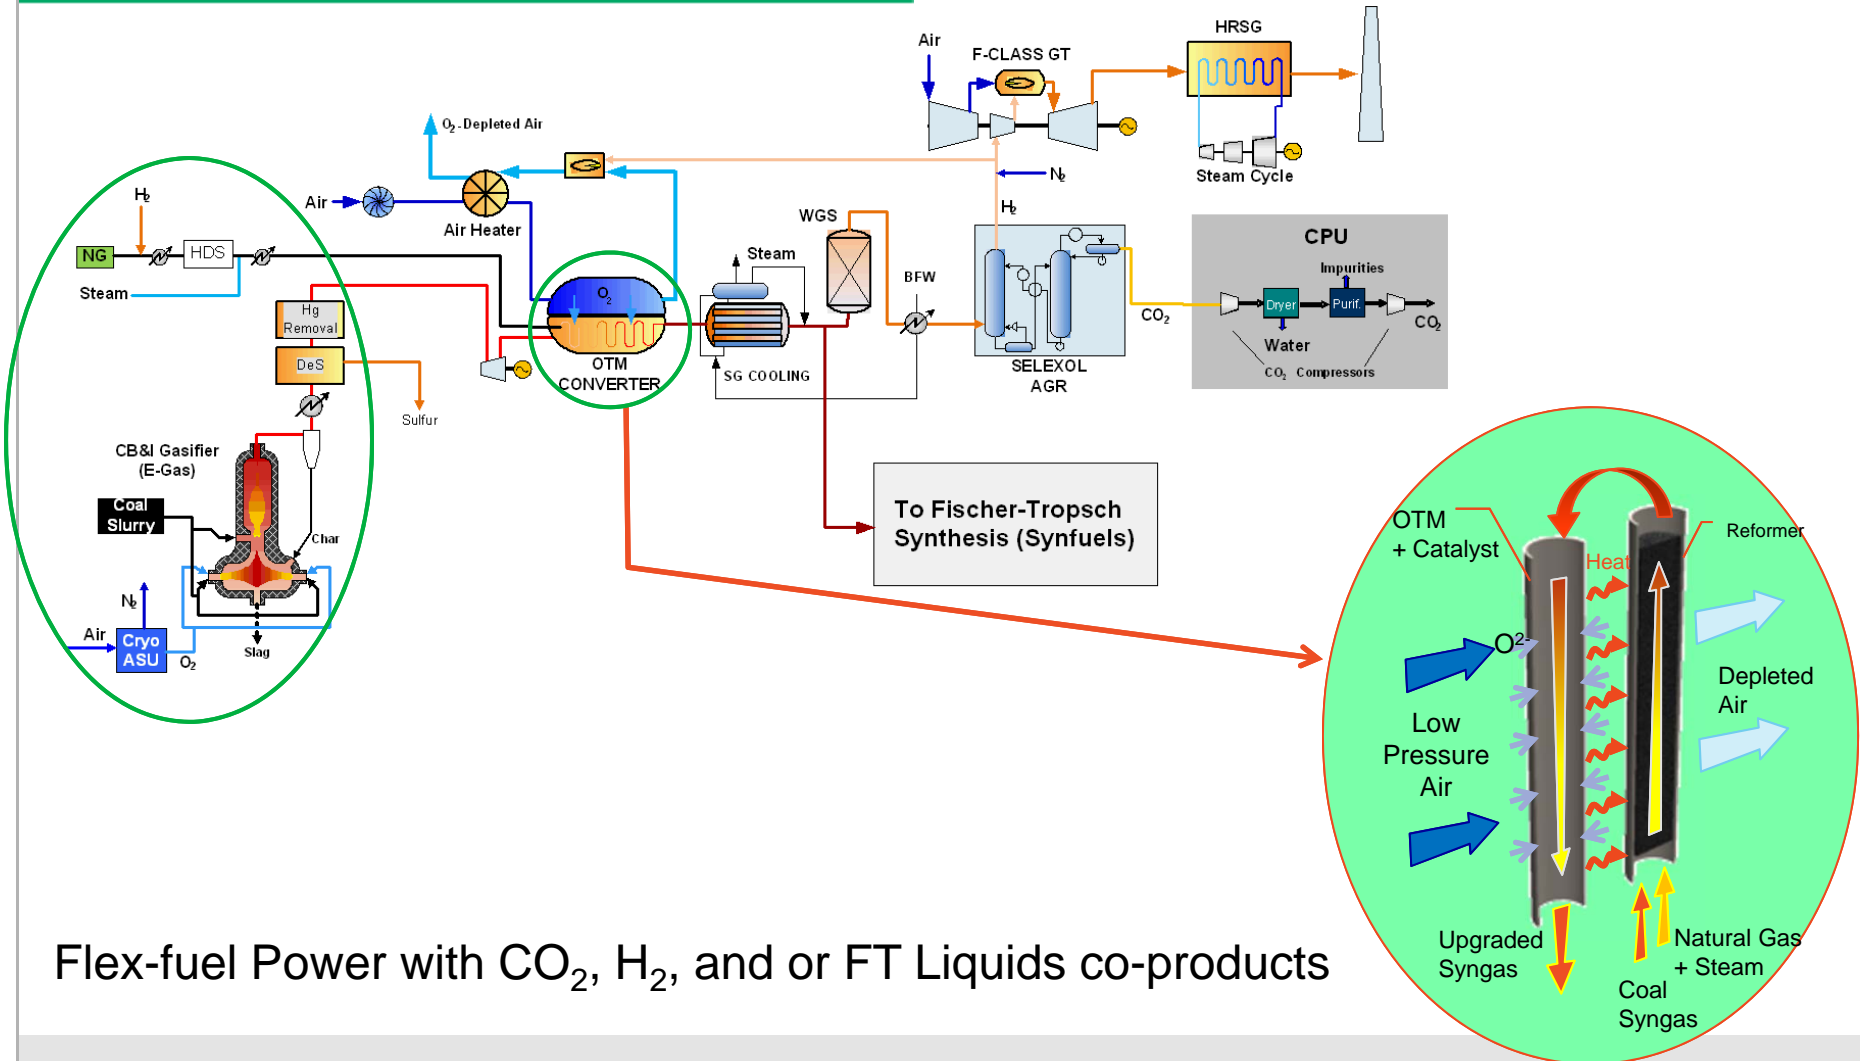 Air
F-CLASS GT
HRSG
Steam Cycle
O₂-Depleted Air
Air
Air Heater
H₂
NG
HDS
Steam
Hg
Removal
DeS
Sulfur
CB&I Gasifier
(E-Gas)
Coal
Slurry
Char
N₂
Air
Cryo
ASU
O₂
Slag
O₂
OTM
CONVERTER
Steam
SG COOLING
WGS
BFW
N₂
H₂
SELEXOL
AGR
CO₂
CPU
Impurities
Dryer
Purif.
Water
CO₂
CO₂ Compressors
To Fischer-Tropsch
Synthesis (Synfuels)
OTM
+ Catalyst
Reformer
Heat
O²⁻
Low
Pressure
Air
Depleted
Air
Upgraded
Syngas
Natural Gas
+ Steam
Coal
Syngas
Flex-fuel Power with CO₂, H₂, and or FT Liquids co-products